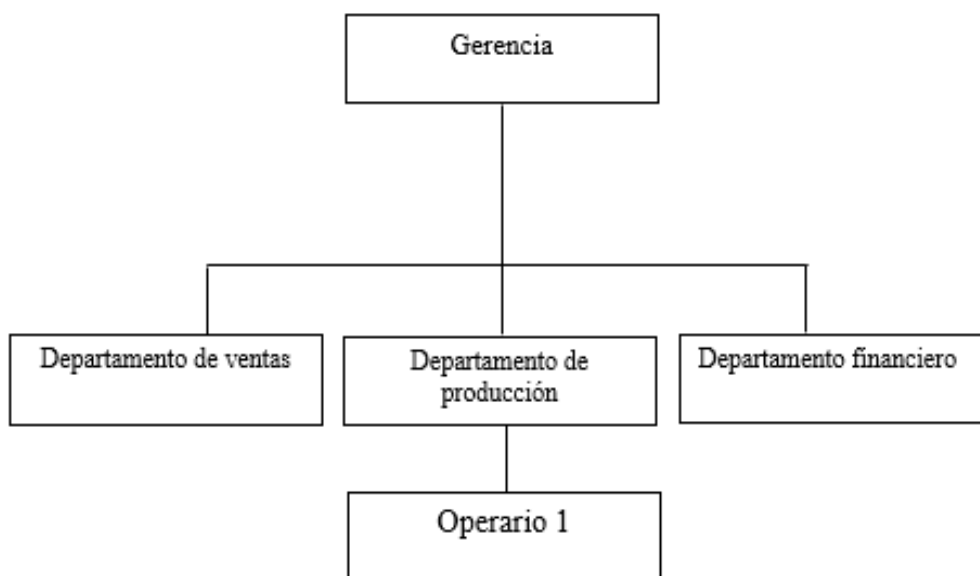 Gerencia
Departamento de ventas
Departamento de
producción
Departamento financiero
Operario 1